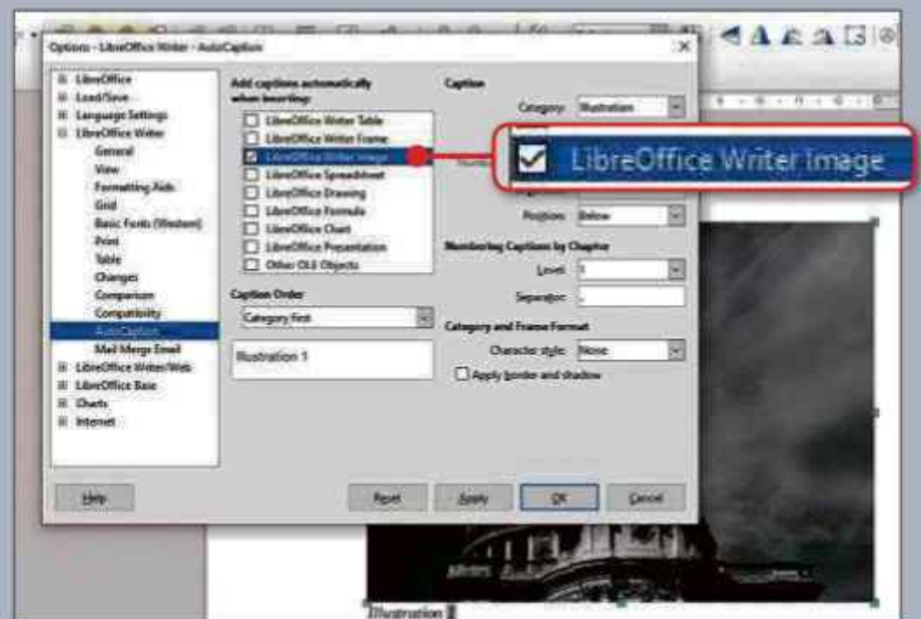 Options - LibreOffice Writer - AutoCaption
LibreOffice
Load/Save
Language Settings
LibreOffice Writer
General
View
Formatting Aids
Grid
Basic Fonts (Western)
Print
Table
Changes
Comparison
Compatibility
AutoCaption
Mail Merge Email
LibreOffice Writer/Web
LibreOffice Base
Charts
Internet
Add captions automatically
when inserting:
LibreOffice Writer Table
LibreOffice Writer Frame
LibreOffice Writer Image
LibreOffice Spreadsheet
LibreOffice Drawing
LibreOffice Formula
LibreOffice Chart
LibreOffice Presentation
Other OLE Objects
Caption Order
Category First
Illustration 1
Caption
Category: Illustration
LibreOffice Writer Image
Position: Below
Numbering Captions by Chapter
Level: 1
Separator: .
Category and Frame Format
Character style: None
Apply border and shadow
Help
Reset
Apply
OK
Cancel
Illustration